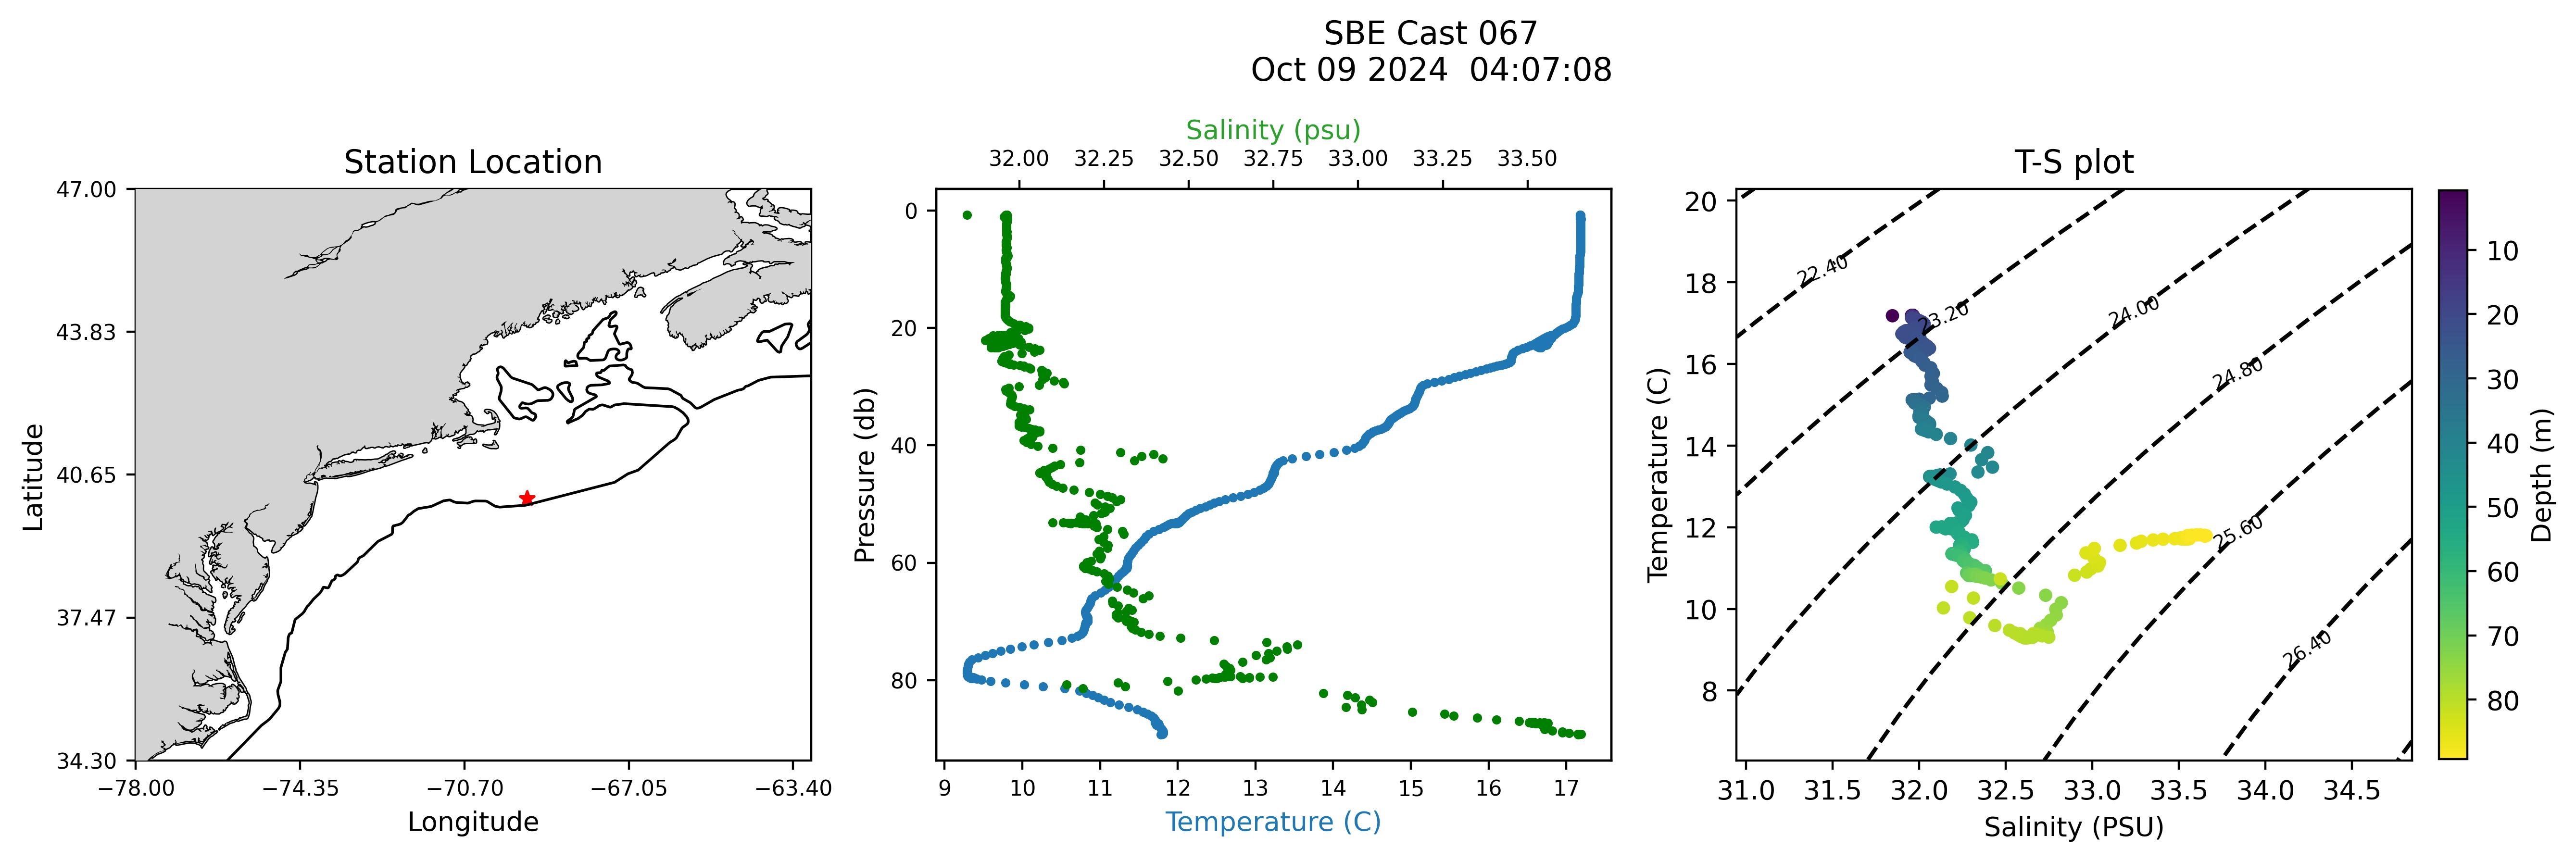 SBE Cast 067
Oct 09 2024  04:07:08
Station Location
47.00
43.83
40.65
37.47
34.30
Latitude
−78.00 −74.35 −70.70 −67.05 −63.40
Longitude
Salinity (psu)
32.00 32.25 32.50 32.75 33.00 33.25 33.50
0
20
40
60
80
Pressure (db)
9 10 11 12 13 14 15 16 17
Temperature (C)
T-S plot
20
18
16
14
12
10
8
Temperature (C)
22.40
23.20
24.00
24.80
25.60
26.40
31.0 31.5 32.0 32.5 33.0 33.5 34.0 34.5
Salinity (PSU)
10
20
30
40
50
60
70
80
Depth (m)